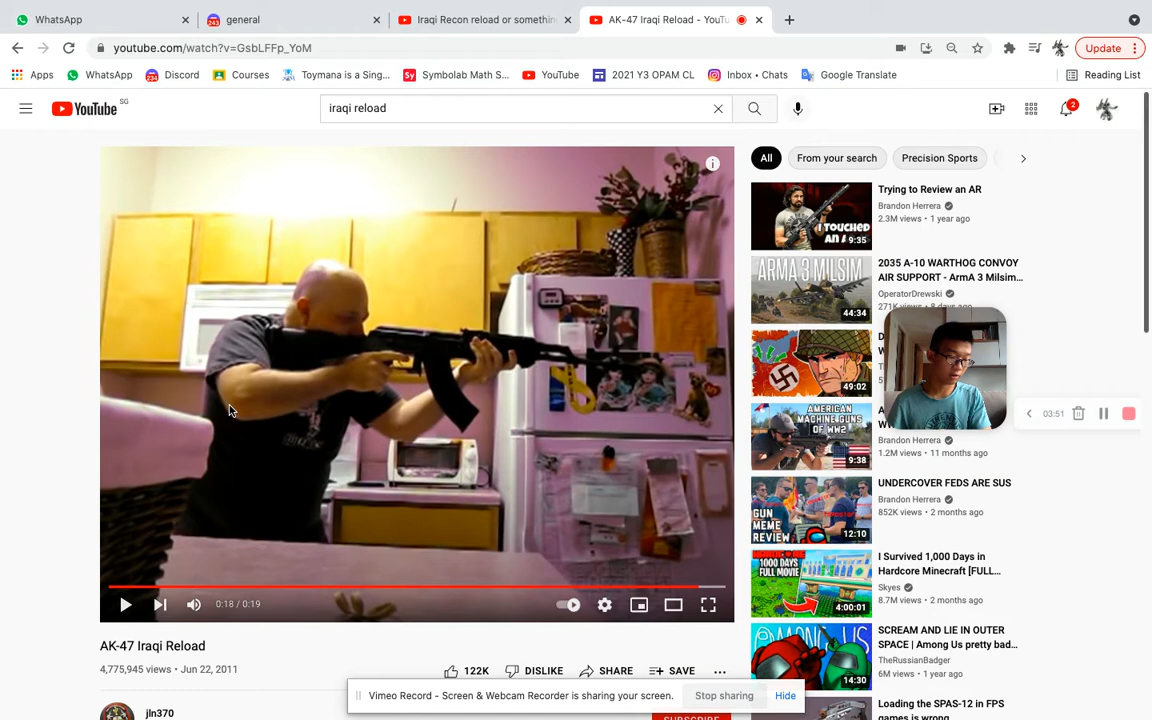 WhatsApp
243
general
Iraqi Recon reload or somethin
AK-47 Iraqi Reload - YouTu
youtube.com/watch?v=GsbLFFp_YoM
Update
Apps
WhatsApp
Discord
Courses
Toymana is a Sing...
Symbolab Math S...
YouTube
2021 Y3 OPAM CL
Inbox • Chats
Google Translate
Reading List
YouTube SG
iraqi reload
2
All
From your search
Precision Sports
Trying to Review an AR
Brandon Herrera
2.3M views • 1 year ago
I TOUCHED
AN A
9:35
2035 A-10 WARTHOG CONVOY
AIR SUPPORT - ArmA 3 Milsim...
OperatorDrewski
271K
ARMA 3 MILSIM
44:34
49:02
AMERICAN
MACHINE GUNS
OF WW2
9:38
Brandon Herrera
1.2M views • 11 months ago
03:51
UNDERCOVER FEDS ARE SUS
Brandon Herrera
852K views • 2 months ago
GUN
MEME
REVIEW
12:10
I Survived 1,000 Days in
Hardcore Minecraft [FULL...
Skyes
8.7M views • 2 months ago
1000 DAYS
FULL MOVIE
4:00:01
SCREAM AND LIE IN OUTER
SPACE | Among Us pretty bad...
TheRussianBadger
6M views • 1 year ago
14:30
Loading the SPAS-12 in FPS
games is wrong
0:18 / 0:19
AK-47 Iraqi Reload
4,775,945 views • Jun 22, 2011
122K
DISLIKE
SHARE
SAVE
Vimeo Record - Screen & Webcam Recorder is sharing your screen.
Stop sharing
Hide
jln370
SUBSCRIBE